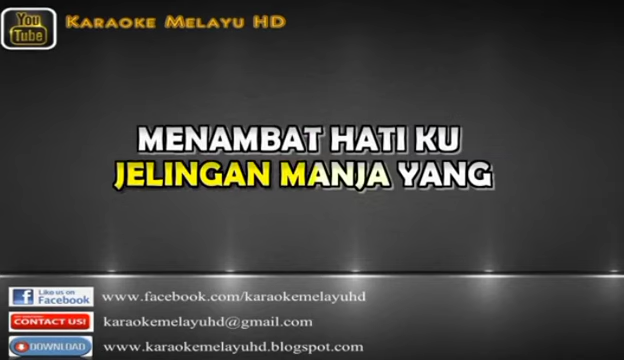 You Tube
Karaoke Melayu HD
MENAMBAT HATI KU
JELINGAN MANJA YANG
Like us on Facebook
www.facebook.com/karaokemelayuhd
CONTACT US!
karaokemelayuhd@gmail.com
DOWNLOAD
www.karaokemelayuhd.blogspot.com